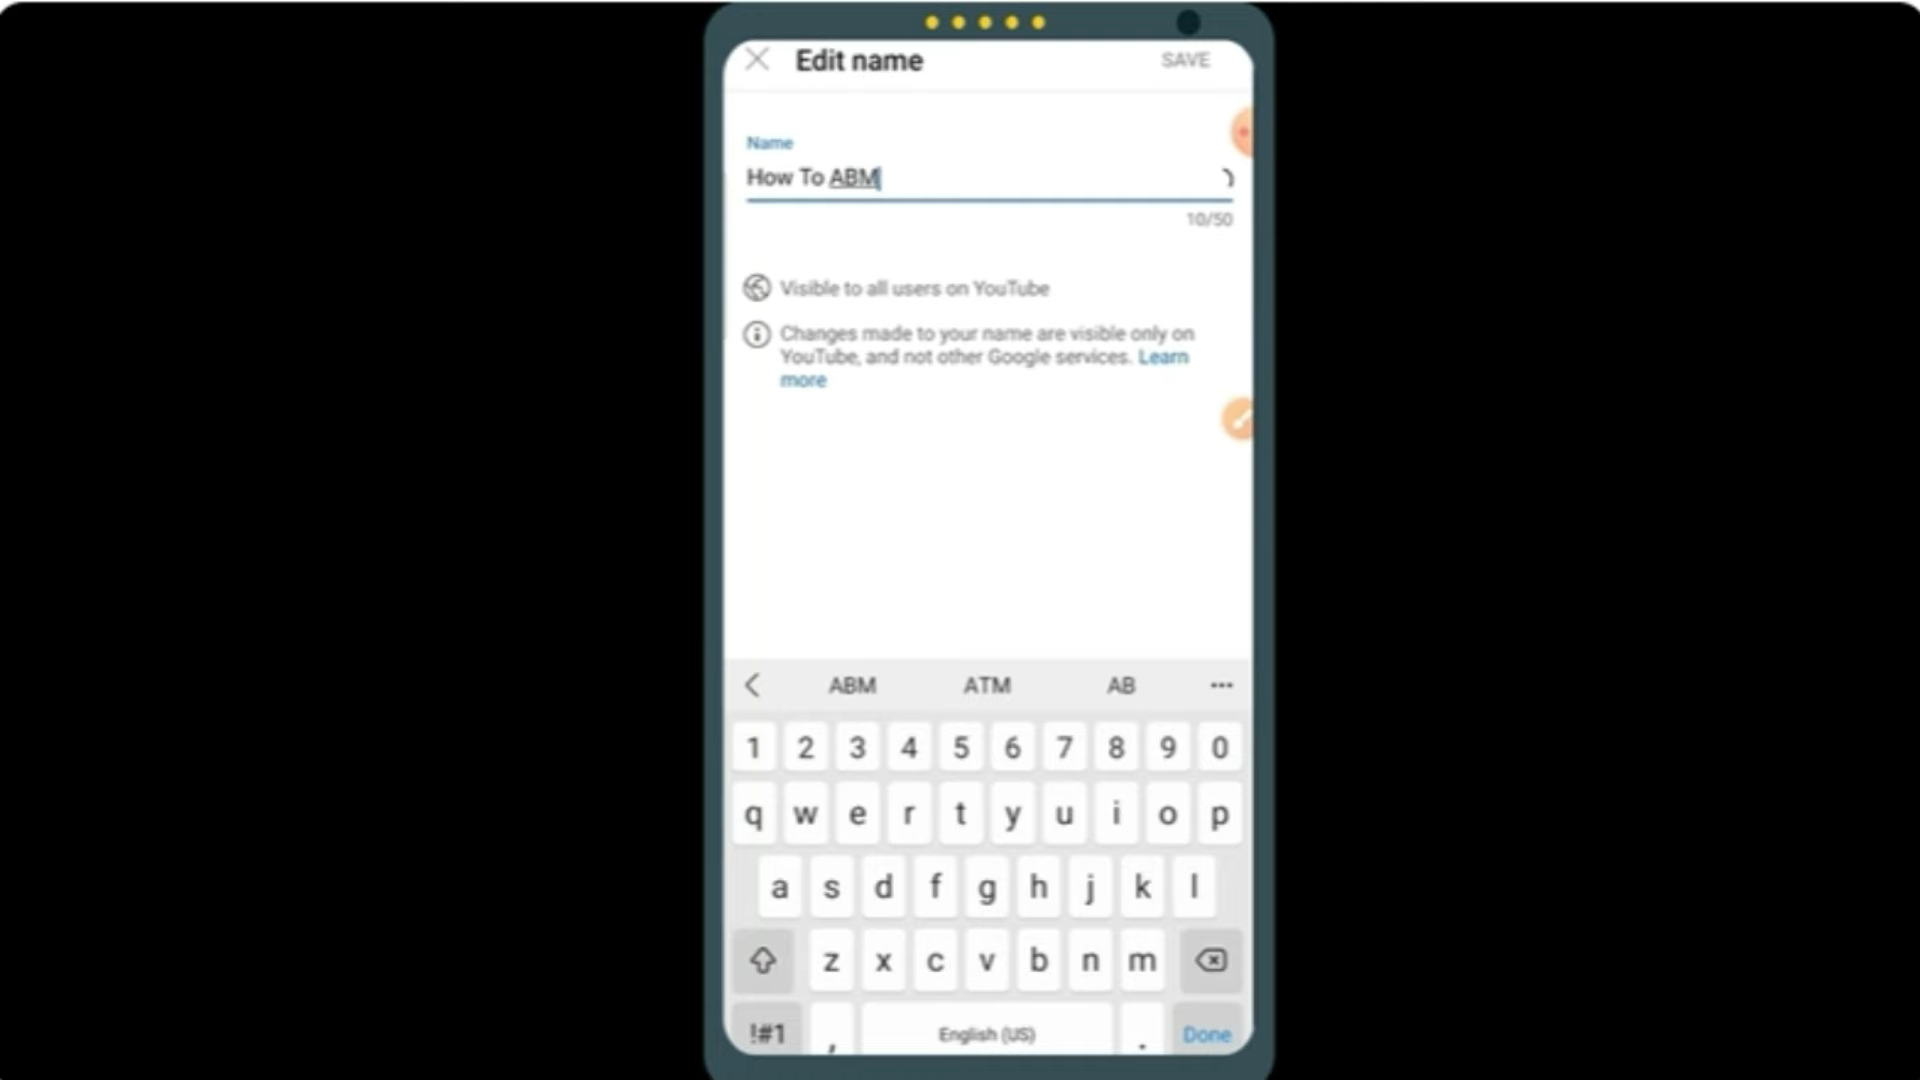 Edit name
SAVE
Name
How To ABM
10/50
Visible to all users on YouTube
Changes made to your name are visible only on
YouTube, and not other Google services. Learn
more
ABM ATM AB ...
1 2 3 4 5 6 7 8 9 0
q w e r t y u i o p
a s d f g h j k l
z x c v b n m
!#1 , English (US) . Done